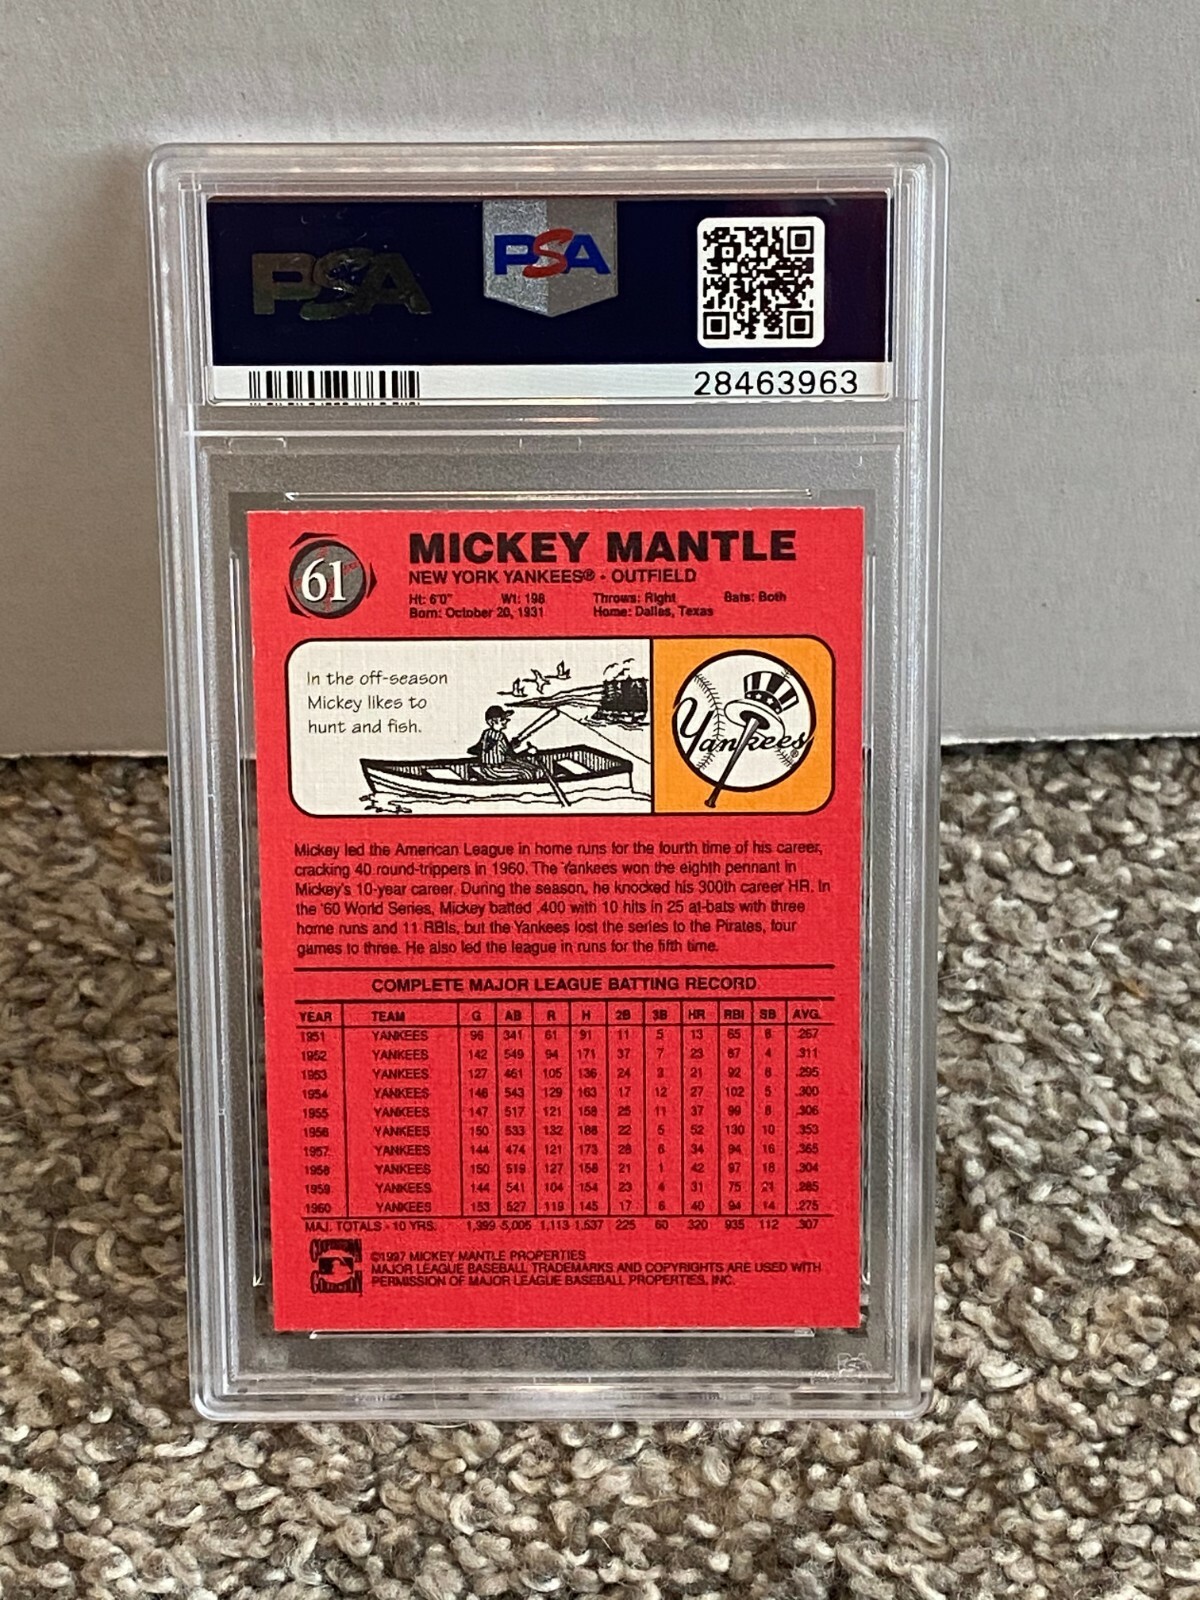 PSA
PSA
28463963
61
MICKEY MANTLE
NEW YORK YANKEES® - OUTFIELD
Ht: 6'0" Wt: 198 Throws: Right Bats: Both
Born: October 20, 1931 Home: Dallas, Texas
In the off-season
Mickey likes to
hunt and fish.
Yankees®
Mickey led the American League in home runs for the fourth time of his career,
cracking 40 round-trippers in 1960. The Yankees won the eighth pennant in
Mickey's 10-year career. During the season, he knocked his 300th career HR. In
the '60 World Series, Mickey batted .400 with 10 hits in 25 at-bats with three
home runs and 11 RBIs, but the Yankees lost the series to the Pirates, four
games to three. He also led the league in runs for the fifth time.
COMPLETE MAJOR LEAGUE BATTING RECORD
YEAR TEAM G AB R H 2B 3B HR RBI SB AVG.
1951 YANKEES 96 341 61 91 11 5 13 65 8 .267
1952 YANKEES 142 549 94 171 37 7 23 87 4 .311
1953 YANKEES 127 461 105 136 24 3 21 92 8 .295
1954 YANKEES 146 543 129 163 17 12 27 102 5 .300
1955 YANKEES 147 517 121 158 25 11 37 99 8 .306
1956 YANKEES 150 533 132 188 22 5 52 130 10 .353
1957 YANKEES 144 474 121 173 28 6 34 94 16 .365
1958 YANKEES 150 519 127 158 21 1 42 97 18 .304
1959 YANKEES 144 541 104 154 23 4 31 75 21 .285
1960 YANKEES 153 527 119 145 17 6 40 94 14 .275
MAJ. TOTALS - 10 YRS. 1,399 5,005 1,113 1,537 225 60 320 935 112 .307
©1997 MICKEY MANTLE PROPERTIES
MAJOR LEAGUE BASEBALL TRADEMARKS AND COPYRIGHTS ARE USED WITH
PERMISSION OF MAJOR LEAGUE BASEBALL PROPERTIES, INC.